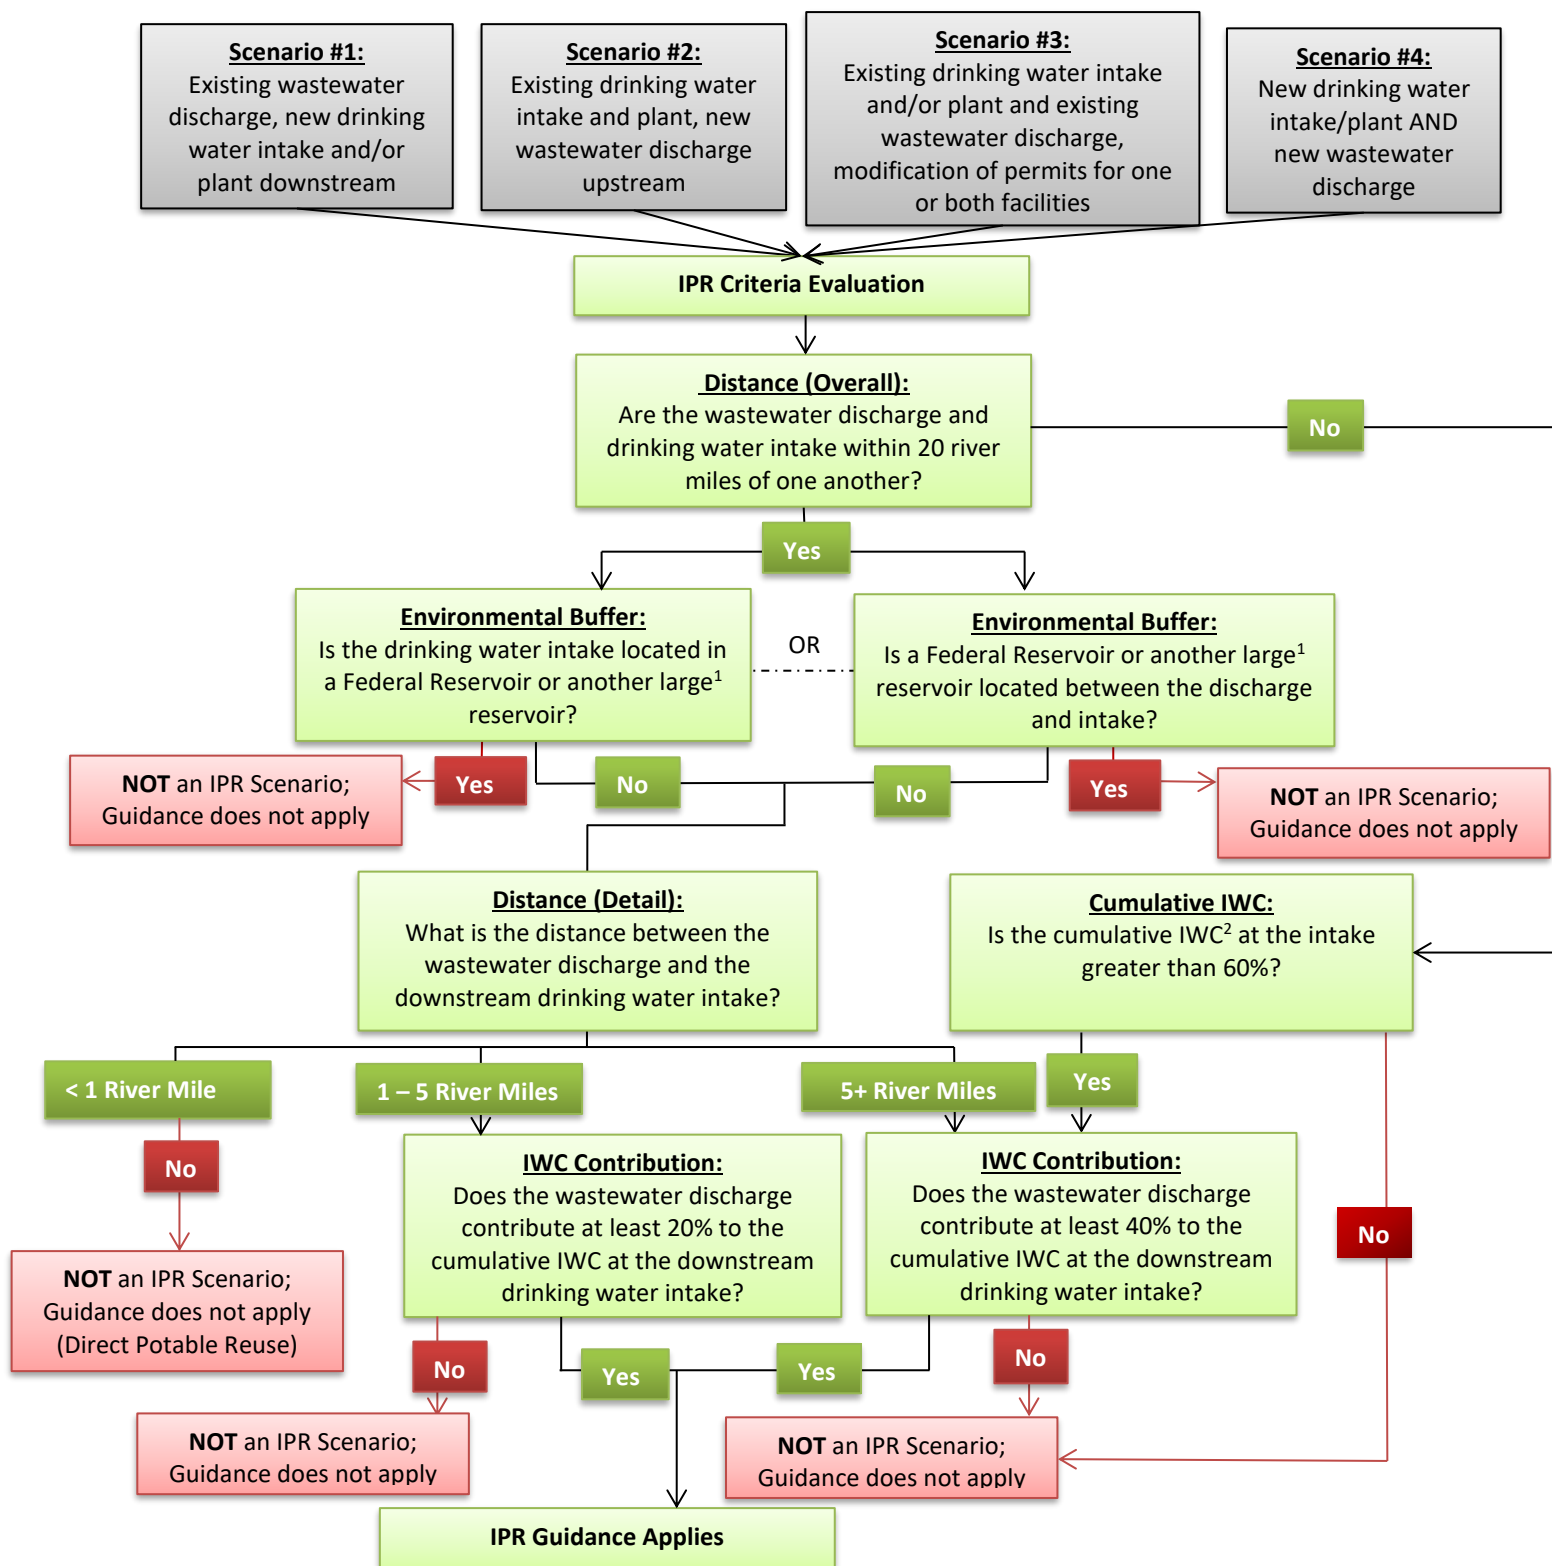 Scenario #1:
Existing wastewater
discharge, new drinking
water intake and/or
plant downstream
Scenario #2:
Existing drinking water
intake and plant, new
wastewater discharge
upstream
Scenario #3:
Existing drinking water intake
and/or plant and existing
wastewater discharge,
modification of permits for one
or both facilities
Scenario #4:
New drinking water
intake/plant AND
new wastewater
discharge
IPR Criteria Evaluation
Distance (Overall):
Are the wastewater discharge and
drinking water intake within 20 river
miles of one another?
No
Yes
Environmental Buffer:
Is the drinking water intake located in
a Federal Reservoir or another large¹
reservoir?
OR
Environmental Buffer:
Is a Federal Reservoir or another large¹
reservoir located between the discharge
and intake?
Yes
No
No
Yes
NOT an IPR Scenario;
Guidance does not apply
NOT an IPR Scenario;
Guidance does not apply
Distance (Detail):
What is the distance between the
wastewater discharge and the
downstream drinking water intake?
Cumulative IWC:
Is the cumulative IWC² at the intake
greater than 60%?
< 1 River Mile
1 – 5 River Miles
5+ River Miles
Yes
No
IWC Contribution:
Does the wastewater discharge
contribute at least 20% to the
cumulative IWC at the downstream
drinking water intake?
IWC Contribution:
Does the wastewater discharge
contribute at least 40% to the
cumulative IWC at the downstream
drinking water intake?
No
NOT an IPR Scenario;
Guidance does not apply
(Direct Potable Reuse)
No
Yes
Yes
No
NOT an IPR Scenario;
Guidance does not apply
NOT an IPR Scenario;
Guidance does not apply
IPR Guidance Applies